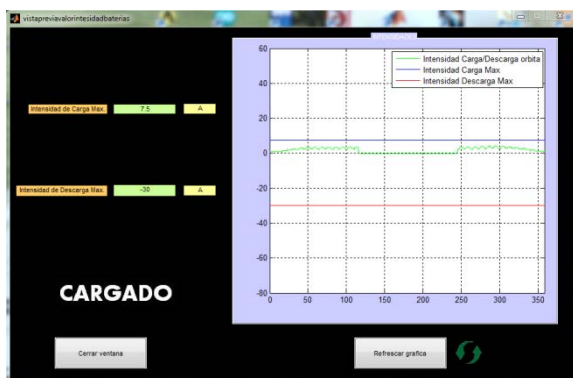 vistapreviavalorintesidadbaterias
Intensidad de Carga Max.
7.5
A
Intensidad de Descarga Max.
-30
A
CARGADO
Cerrar ventana
INTENSIDADES
Intensidad Carga/Descarga orbita
Intensidad Carga Max
Intensidad Descarga Max
60
40
20
0
-20
-40
-60
-80
0 50 100 150 200 250 300 350
Refrescar grafica